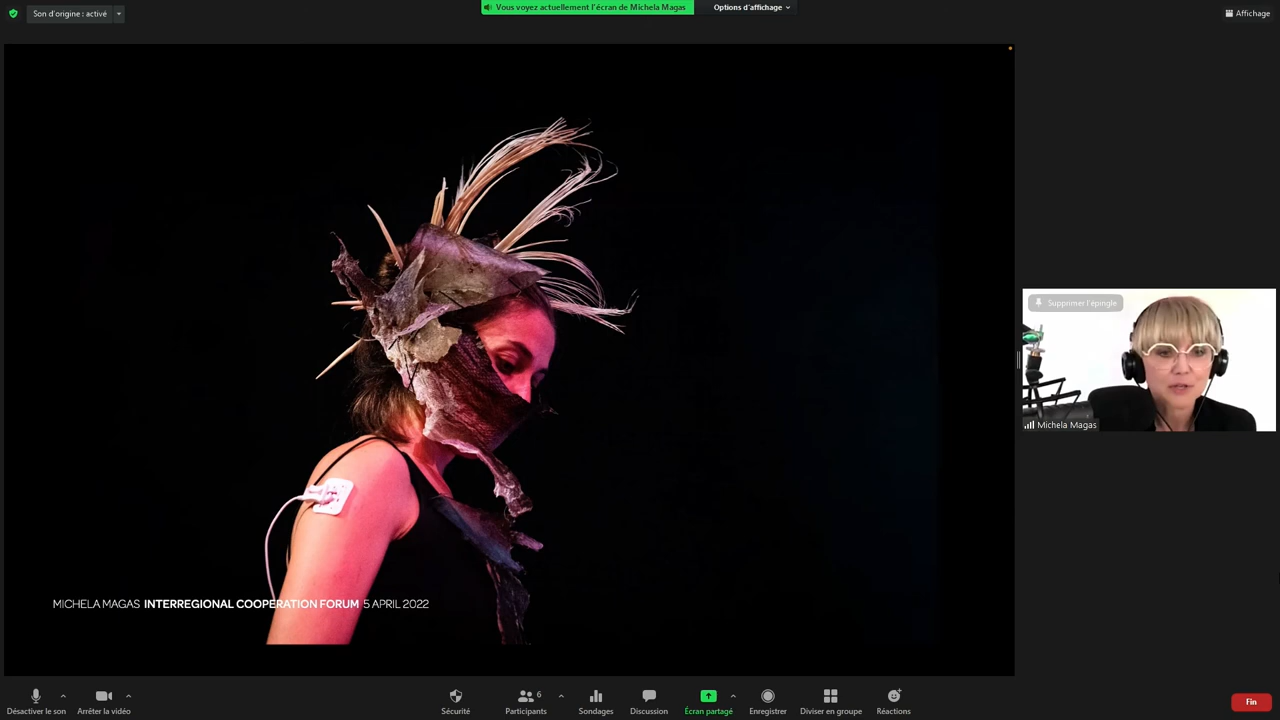 Son d'origine : activé
Vous voyez actuellement l'écran de Michela Magas
Options d'affichage
Affichage
Supprimer l'épingle
Michela Magas
MICHELA MAGAS INTERREGIONAL COOPERATION FORUM 5 APRIL 2022
Désactiver le son
Arrêter la vidéo
Sécurité
6
Participants
Sondages
Discussion
Écran partagé
Enregistrer
Diviser en groupe
Réactions
Fin